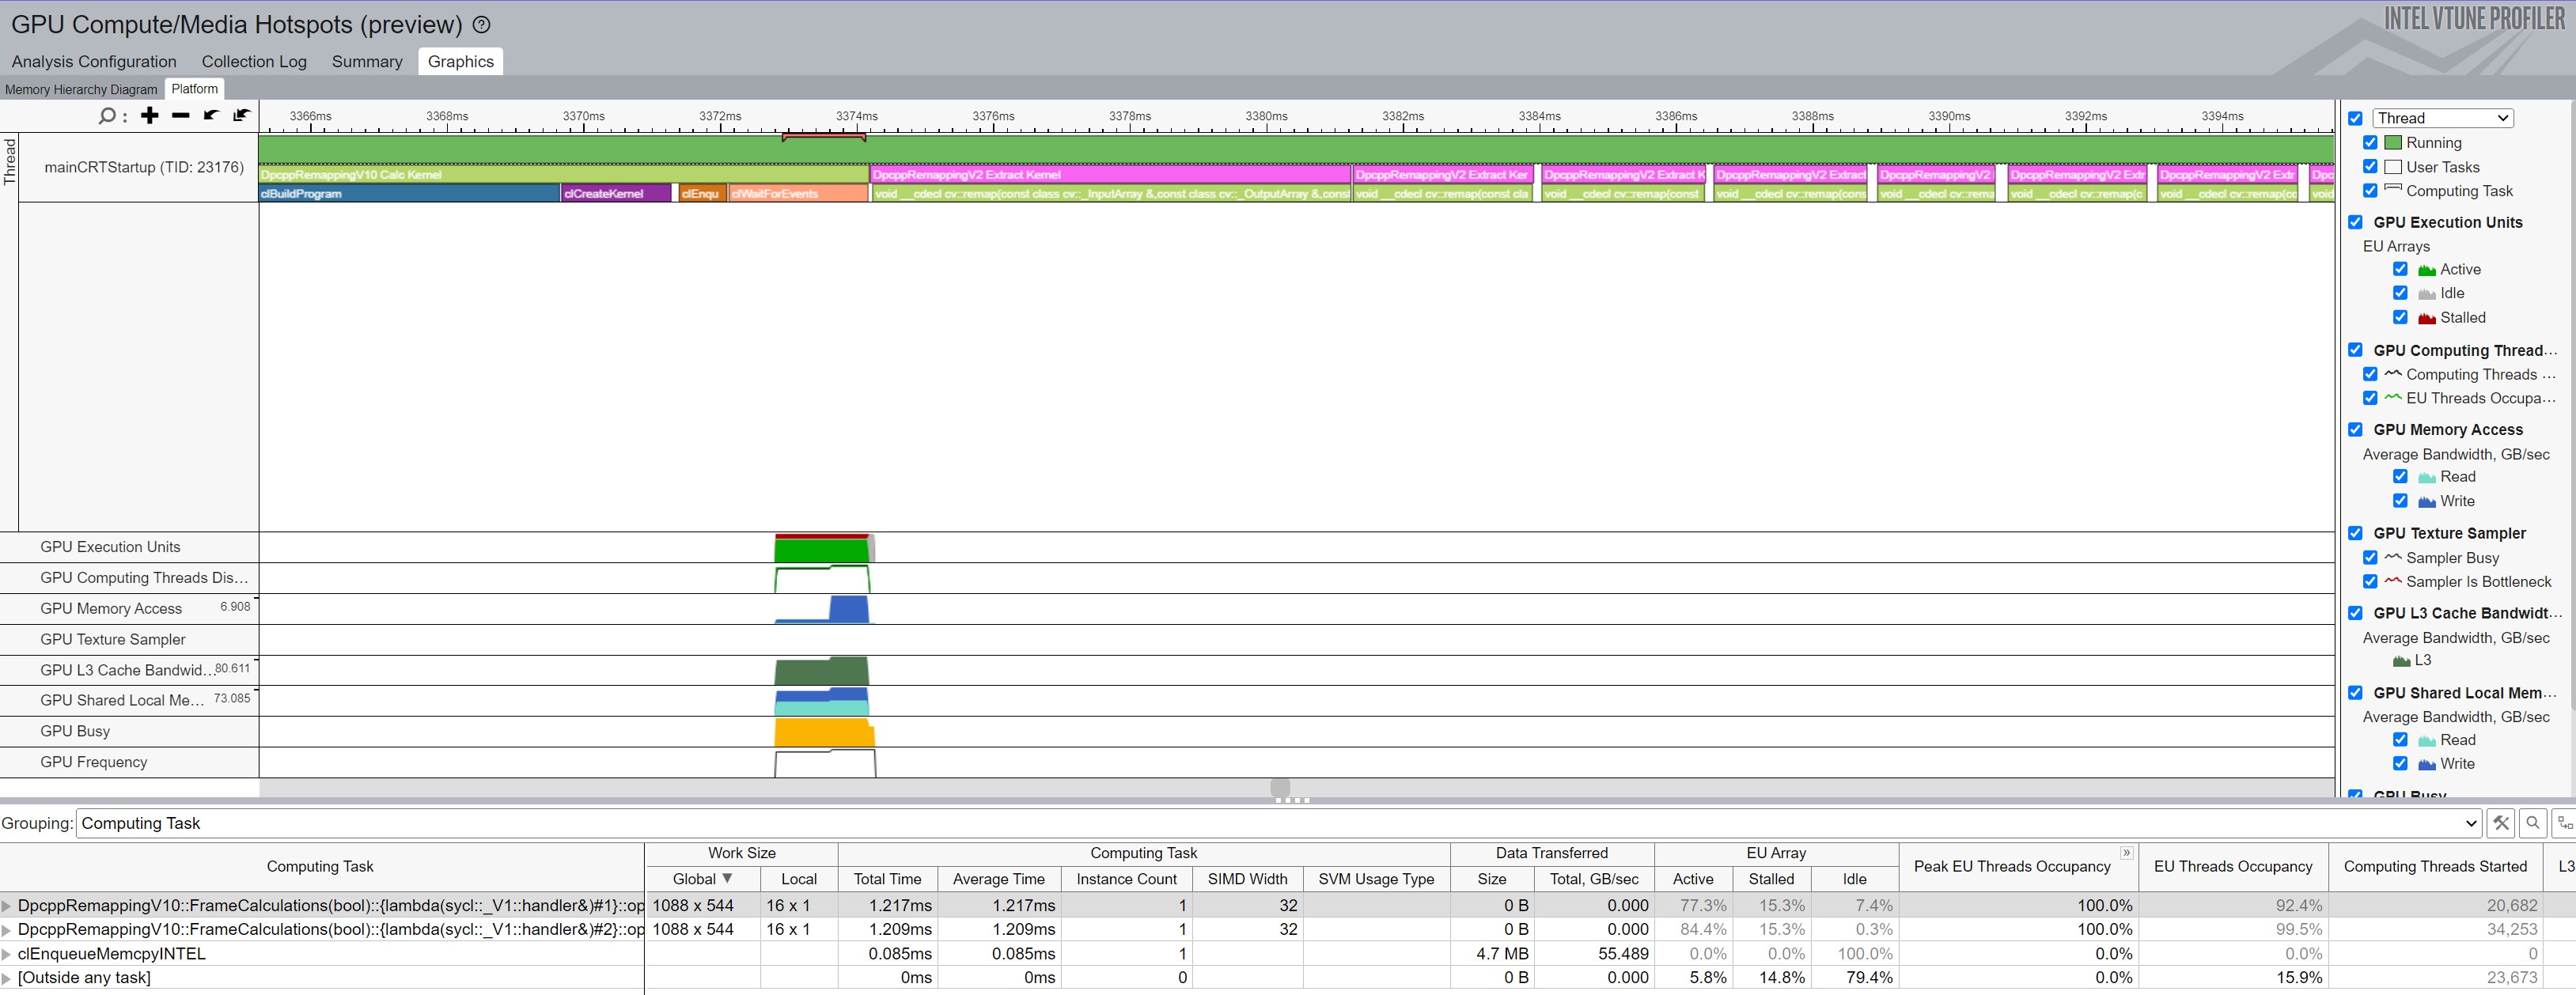 GPU Compute/Media Hotspots (preview) ?
INTEL VTUNE PROFILER
Analysis Configuration Collection Log Summary Graphics
Memory Hierarchy Diagram Platform
3366ms 3368ms 3370ms 3372ms 3374ms 3376ms 3378ms 3380ms 3382ms 3384ms 3386ms 3388ms 3390ms 3392ms 3394ms
Thread
mainCRTStartup (TID: 23176)
DpcppRemappingV10 Calc Kernel DpcppRemappingV2 Extract Kernel DpcppRemappingV2 Extract Ker DpcppRemappingV2 Extract K DpcppRemappingV2 Extract DpcppRemappingV2 DpcppRemappingV2 Extr DpcppRemappingV2 Extr Dpc
clBuildProgram clCreateKernel clEnqu clWaitForEvents void __cdecl cv::remap(const class cv::_InputArray &,const class cv::_OutputArray &,const void __cdecl cv::remap(const cla void __cdecl cv::remap(const void __cdecl cv::remap(cons void __cdecl cv::rema void __cdecl cv::remap(c void __cdecl cv::remap(cc void
GPU Execution Units
GPU Computing Threads Dis...
GPU Memory Access 6.908
GPU Texture Sampler
GPU L3 Cache Bandwid... 80.611
GPU Shared Local Me... 73.085
GPU Busy
GPU Frequency
Thread
Running
User Tasks
Computing Task
GPU Execution Units
EU Arrays
Active
Idle
Stalled
GPU Computing Thread...
Computing Threads ...
EU Threads Occupa...
GPU Memory Access
Average Bandwidth, GB/sec
Read
Write
GPU Texture Sampler
Sampler Busy
Sampler Is Bottleneck
GPU L3 Cache Bandwidt...
Average Bandwidth, GB/sec
L3
GPU Shared Local Mem...
Average Bandwidth, GB/sec
Read
Write
GPU Busy
Grouping: Computing Task
Computing Task Work Size Computing Task Data Transferred EU Array Peak EU Threads Occupancy » EU Threads Occupancy Computing Threads Started L3
Global Local Total Time Average Time Instance Count SIMD Width SVM Usage Type Size Total, GB/sec Active Stalled Idle
DpcppRemappingV10::FrameCalculations(bool)::{lambda(sycl::_V1::handler&)#1}::op 1088 x 544 16 x 1 1.217ms 1.217ms 1 32 0 B 0.000 77.3% 15.3% 7.4% 100.0% 92.4% 20,682
DpcppRemappingV10::FrameCalculations(bool)::{lambda(sycl::_V1::handler&)#2}::op 1088 x 544 16 x 1 1.209ms 1.209ms 1 32 0 B 0.000 84.4% 15.3% 0.3% 100.0% 99.5% 34,253
clEnqueueMemcpyINTEL 0.085ms 0.085ms 1 4.7 MB 55.489 0.0% 0.0% 100.0% 0.0% 0.0% 0
[Outside any task] 0ms 0ms 0 0 B 0.000 5.8% 14.8% 79.4% 0.0% 15.9% 23,673